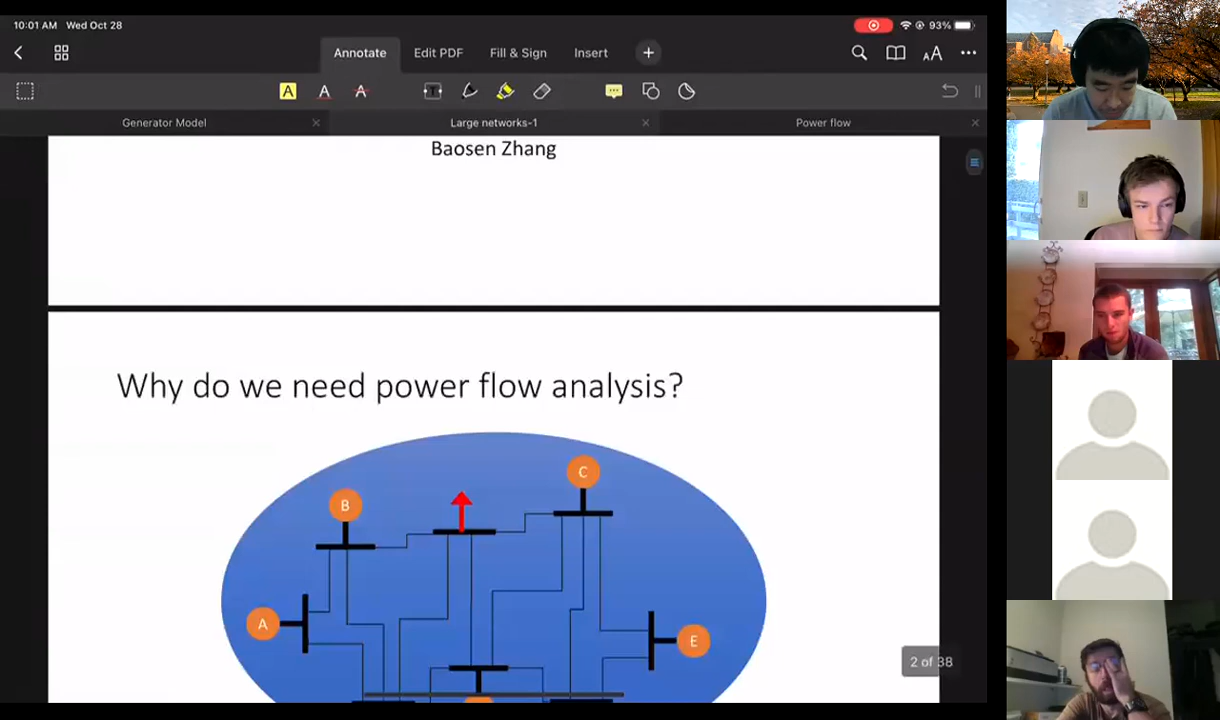 10:01 AM Wed Oct 28
93%
Annotate Edit PDF Fill & Sign Insert
AA
A A A T
Generator Model Large networks-1 Power flow
Baosen Zhang
Why do we need power flow analysis?
C
B
A
E
2 of 38